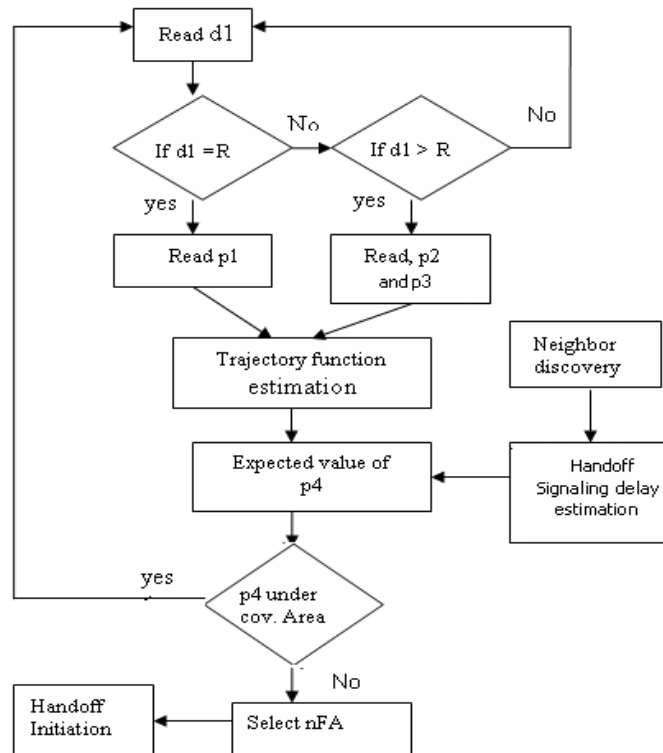 Read d1
If d1 =R
No
If d1 > R
No
yes
yes
Read p1
Read, p2
and p3
Trajectory function
estimation
Neighbor
discovery
Expected value of
p4
Handoff
Signaling delay
estimation
yes
p4 under
cov. Area
No
Handoff
Initiation
Select nFA